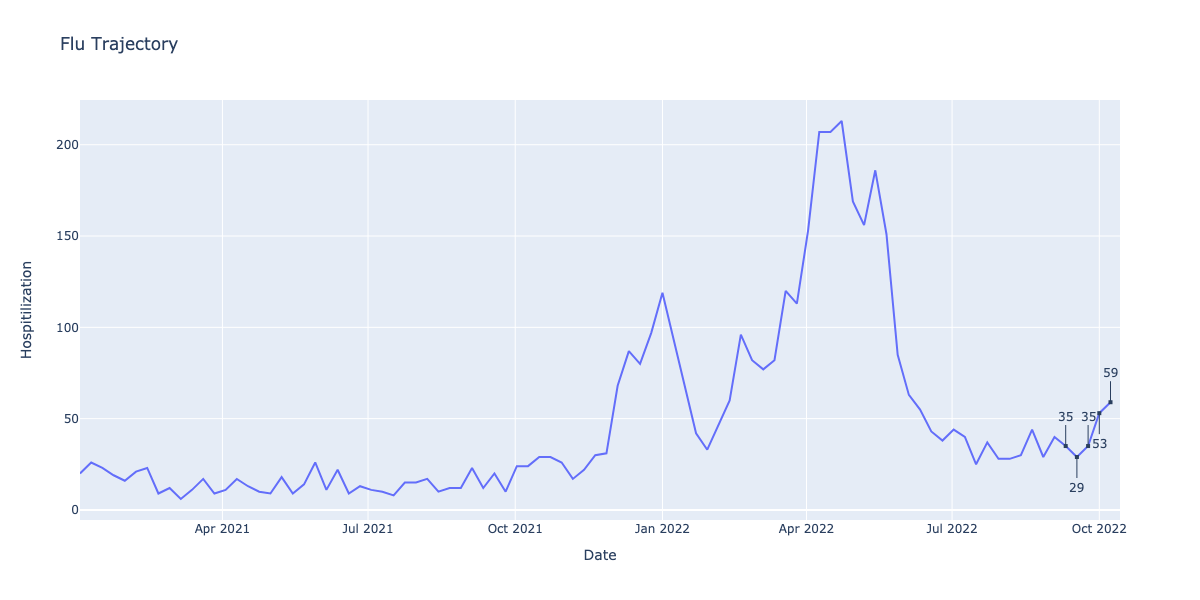 Flu Trajectory
200
150
100
50
0
Hospitilization
59
35
35
53
29
Apr 2021
Jul 2021
Oct 2021
Jan 2022
Apr 2022
Jul 2022
Oct 2022
Date